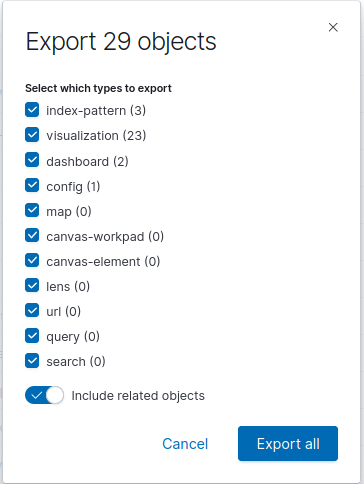 Export 29 objects
Select which types to export
index-pattern (3)
visualization (23)
dashboard (2)
config (1)
map (0)
canvas-workpad (0)
canvas-element (0)
lens (0)
url (0)
query (0)
search (0)
Include related objects
Cancel
Export all